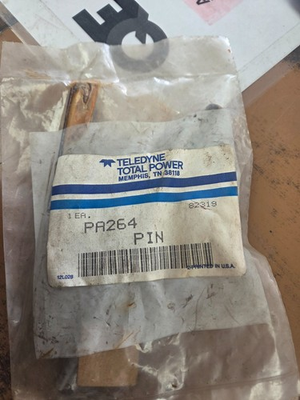 TELEDYNE
TOTAL POWER
MEMPHIS, TN 38118
1 EA.
82319
PA264
PIN
PRINTED IN U.S.A.